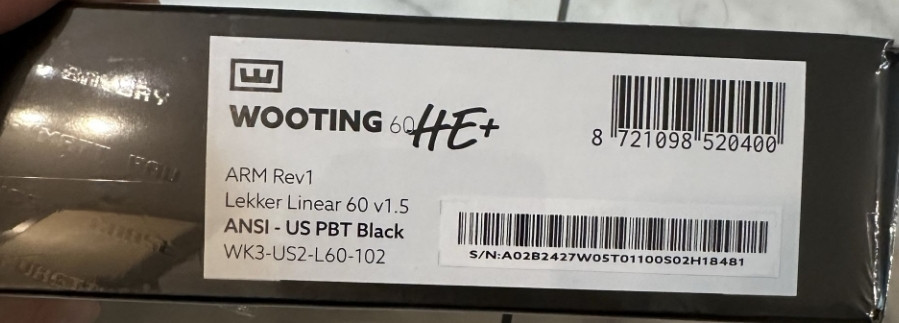 WOOTING 60HE+
8 721098 520400
ARM Rev1
Lekker Linear 60 v1.5
ANSI - US PBT Black
WK3-US2-L60-102
S/N:A02B2427W05T01100S02H18481